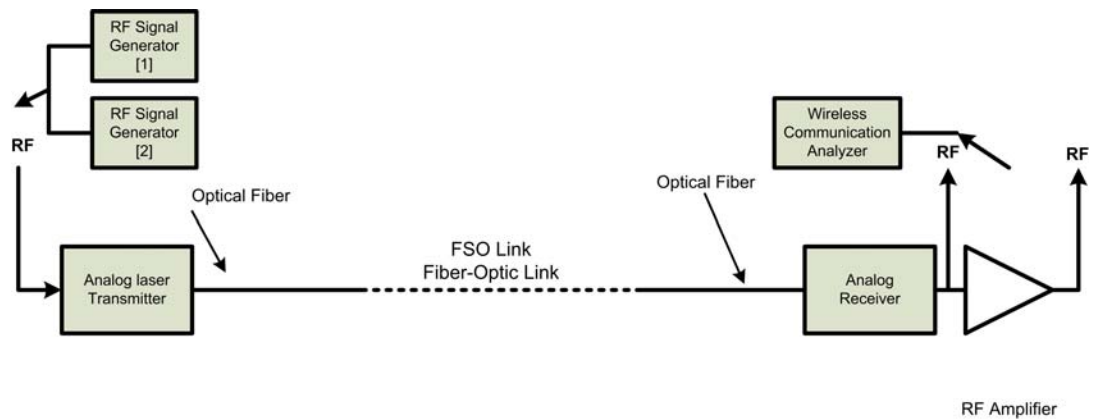 RF Signal
Generator
[1]
RF Signal
Generator
[2]
RF
Optical Fiber
Analog laser
Transmitter
FSO Link
Fiber-Optic Link
Optical Fiber
Wireless
Communication
Analyzer
RF
RF
Analog
Receiver
RF Amplifier